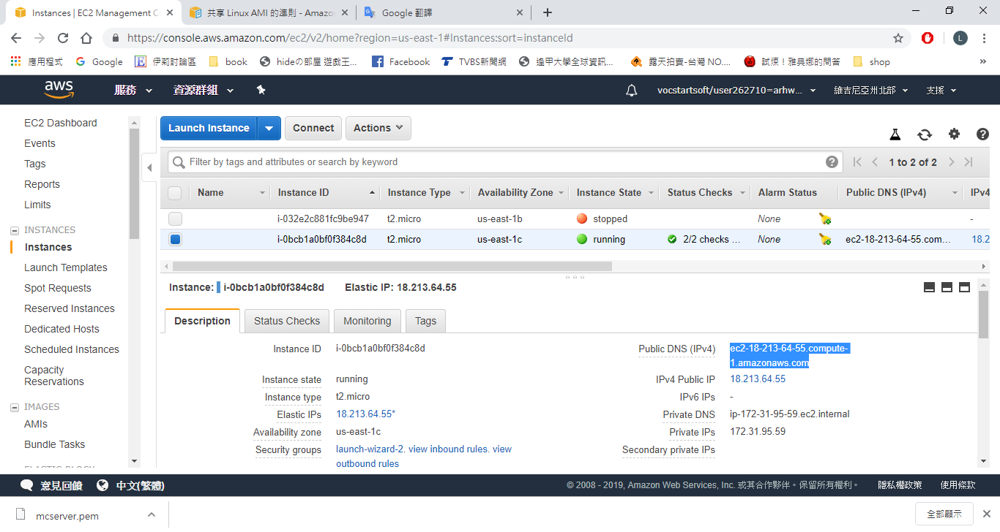 Instances | EC2 Management C
共享 Linux AMI 的準則 - Amazo
Google 翻譯
https://console.aws.amazon.com/ec2/v2/home?region=us-east-1#Instances:sort=instanceId
L
應用程式
Google
伊莉討論區
book
hideの部屋 遊戲王...
Facebook
TVBS新聞網
逢甲大學全球資訊...
露天拍賣-台灣 NO....
試煉！雅典娜的問答
shop
aws
服務
資源群組
vocstartsoft/user262710=arhw...
維吉尼亞州北部
支援
EC2 Dashboard
Events
Tags
Reports
Limits
INSTANCES
Instances
Launch Templates
Spot Requests
Reserved Instances
Dedicated Hosts
Scheduled Instances
Capacity
Reservations
IMAGES
AMIs
Bundle Tasks
ELASTIC BLOCK
Launch Instance
Connect
Actions
Filter by tags and attributes or search by keyword
1 to 2 of 2
Name
Instance ID
Instance Type
Availability Zone
Instance State
Status Checks
Alarm Status
Public DNS (IPv4)
IPv4
i-032e2c881fc9be947
t2.micro
us-east-1b
stopped
None
-
i-0bcb1a0bf0f384c8d
t2.micro
us-east-1c
running
2/2 checks ...
None
ec2-18-213-64-55.com...
18.2
Instance: i-0bcb1a0bf0f384c8d
Elastic IP: 18.213.64.55
Description
Status Checks
Monitoring
Tags
Instance ID
i-0bcb1a0bf0f384c8d
Instance state
running
Instance type
t2.micro
Elastic IPs
18.213.64.55*
Availability zone
us-east-1c
Security groups
launch-wizard-2. view inbound rules. view
outbound rules
Public DNS (IPv4)
ec2-18-213-64-55.compute-
1.amazonaws.com
IPv4 Public IP
18.213.64.55
IPv6 IPs
-
Private DNS
ip-172-31-95-59.ec2.internal
Private IPs
172.31.95.59
Secondary private IPs
意見回饋
中文(繁體)
© 2008 - 2019, Amazon Web Services, Inc. 或其合作夥伴。保留所有權利。
隱私權政策
使用條款
mcserver.pem
全部顯示